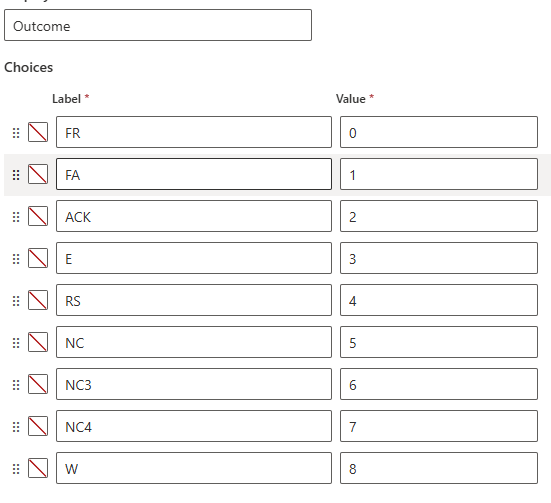 Outcome
Choices
Label * Value *
FR 0
FA 1
ACK 2
E 3
RS 4
NC 5
NC3 6
NC4 7
W 8